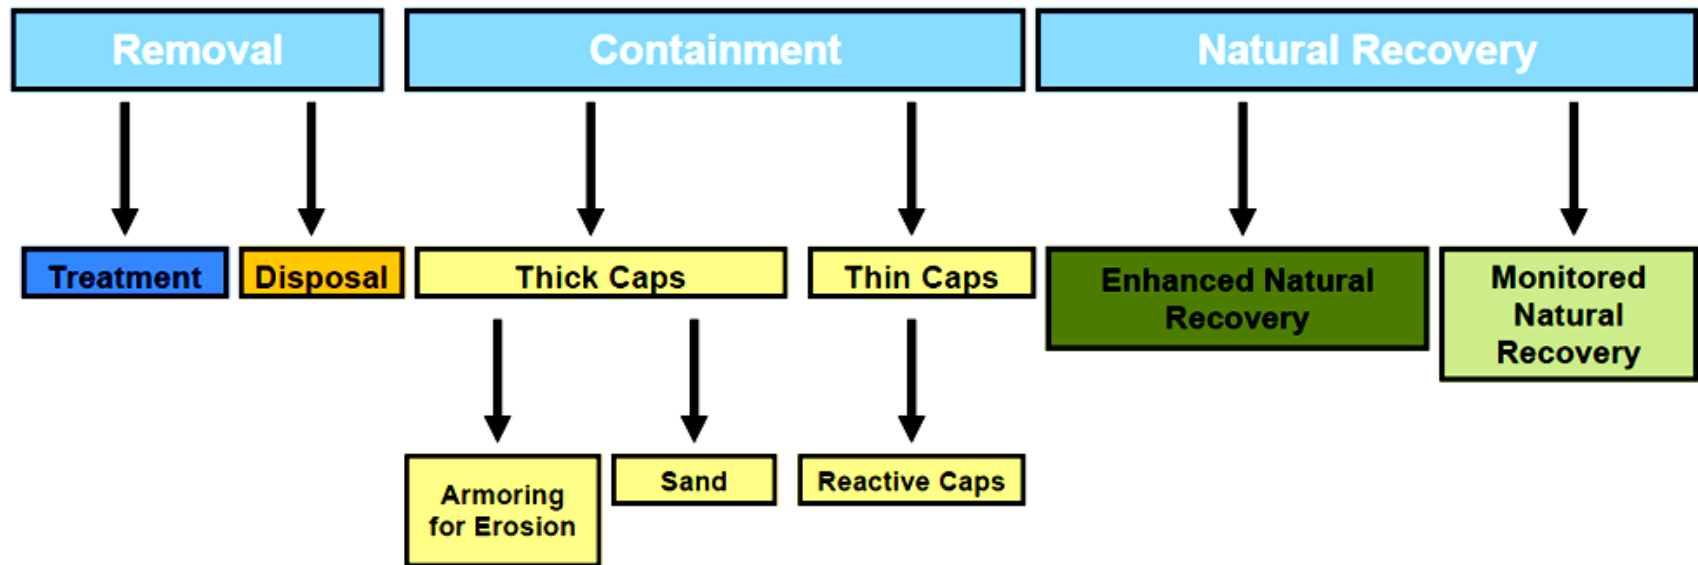 Removal
Containment
Natural Recovery
Treatment
Disposal
Thick Caps
Thin Caps
Enhanced Natural
Recovery
Monitored
Natural
Recovery
Armoring
for Erosion
Sand
Reactive Caps